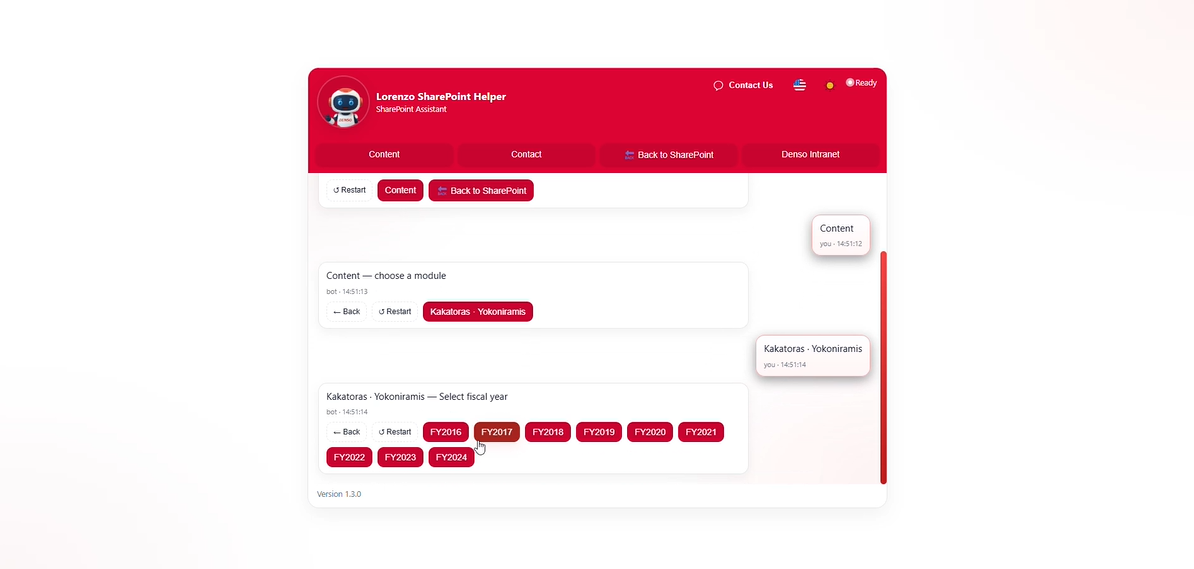 Contact Us
Ready
Lorenzo SharePoint Helper
SharePoint Assistant
Content
Contact
Back to SharePoint
Denso Intranet
↺ Restart
Content
Back to SharePoint
Content
you · 14:51:12
Content — choose a module
bot · 14:51:13
← Back
↺ Restart
Kakatoras · Yokoniramis
Kakatoras · Yokoniramis
you · 14:51:14
Kakatoras · Yokoniramis — Select fiscal year
bot · 14:51:14
← Back
↺ Restart
FY2016
FY2017
FY2018
FY2019
FY2020
FY2021
FY2022
FY2023
FY2024
Version 1.3.0